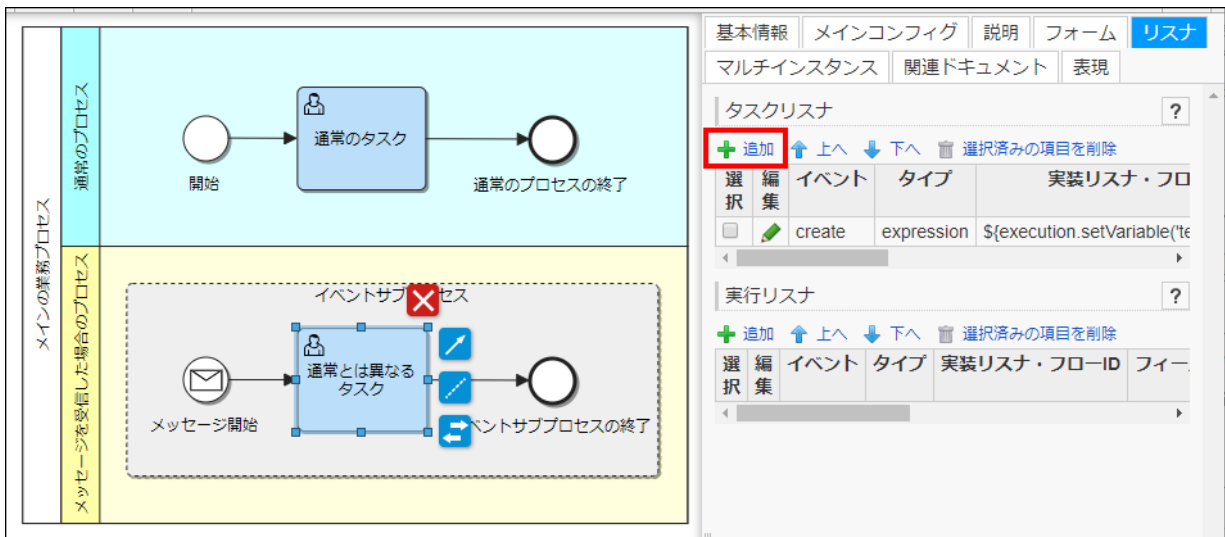 メインの業務プロセス
通常のプロセス
開始
通常のタスク
通常のプロセスの終了
メッセージを受信した場合のプロセス
イベントサブ
セス
メッセージ開始
通常とは異なる
タスク
ベントサブプロセスの終了
基本情報 メインコンフィグ 説明 フォーム リスナ
マルチインスタンス 関連ドキュメント 表現
タスクリスナ ?
追加 上へ 下へ 選択済みの項目を削除
選択 編集 イベント タイプ 実装リスナ・フロ
create expression ${execution.setVariable('te
実行リスナ ?
追加 上へ 下へ 選択済みの項目を削除
選択 編集 イベント タイプ 実装リスナ・フローID フィー